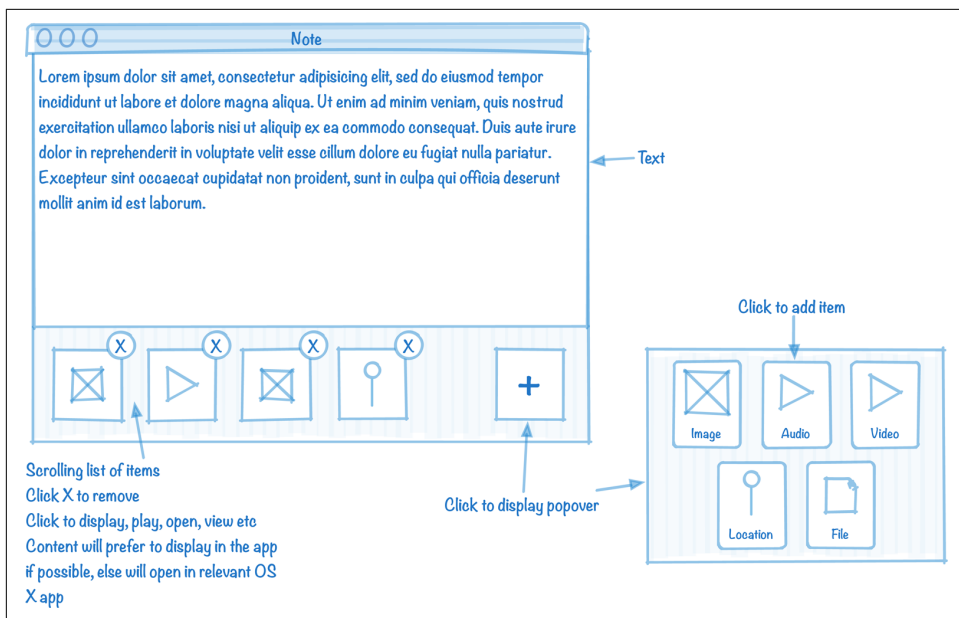 Note
Lorem ipsum dolor sit amet, consectetur adipisicing elit, sed do eiusmod tempor
incididunt ut labore et dolore magna aliqua. Ut enim ad minim veniam, quis nostrud
exercitation ullamco laboris nisi ut aliquip ex ea commodo consequat. Duis aute irure
dolor in reprehenderit in voluptate velit esse cillum dolore eu fugiat nulla pariatur.
Excepteur sint occaecat cupidatat non proident, sunt in culpa qui officia deserunt
mollit anim id est laborum.
Text
X X X X
+
Scrolling list of items
Click X to remove
Click to display, play, open, view etc
Content will prefer to display in the app
if possible, else will open in relevant OS
X app
Click to display popover
Click to add item
Image Audio Video
Location File